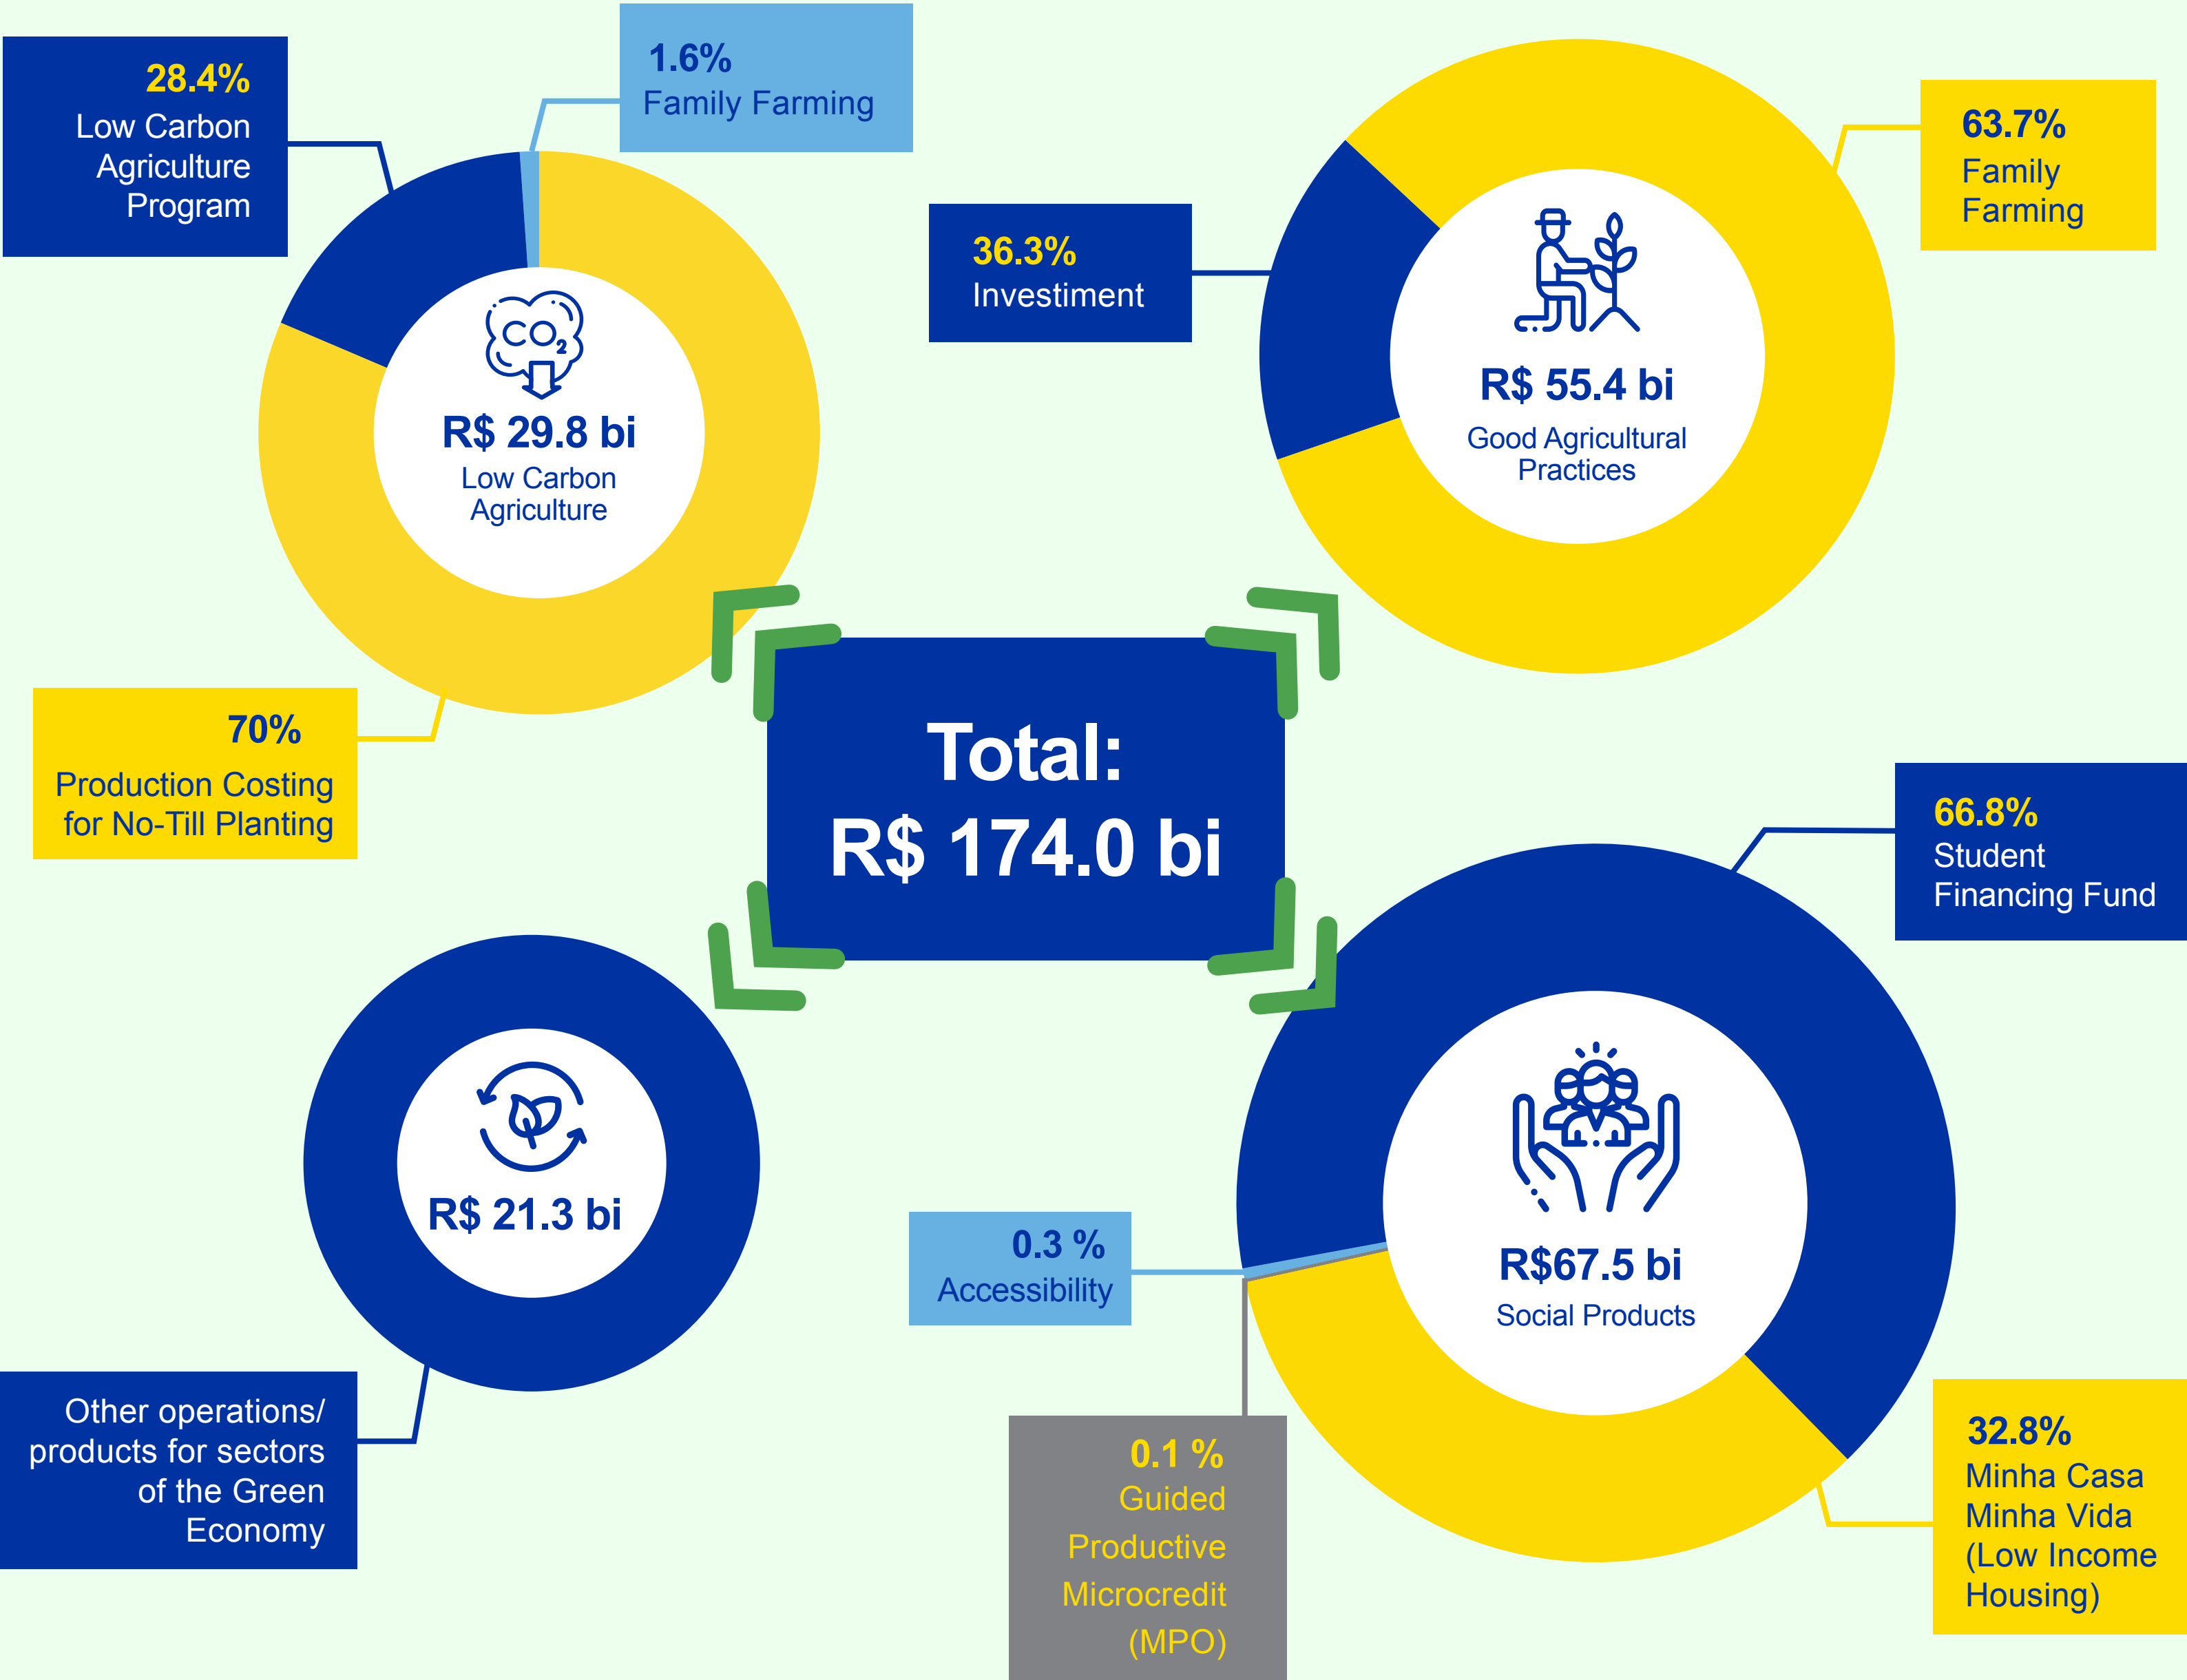 28.4%
Low Carbon
Agriculture
Program
1.6%
Family Farming
CO2
R$ 29.8 bi
Low Carbon
Agriculture
70%
Production Costing
for No-Till Planting
36.3%
Investiment
63.7%
Family
Farming
R$ 55.4 bi
Good Agricultural
Practices
Total:
R$ 174.0 bi
R$ 21.3 bi
Other operations/
products for sectors
of the Green
Economy
66.8%
Student
Financing Fund
R$67.5 bi
Social Products
0.3 %
Accessibility
0.1 %
Guided
Productive
Microcredit
(MPO)
32.8%
Minha Casa
Minha Vida
(Low Income
Housing)